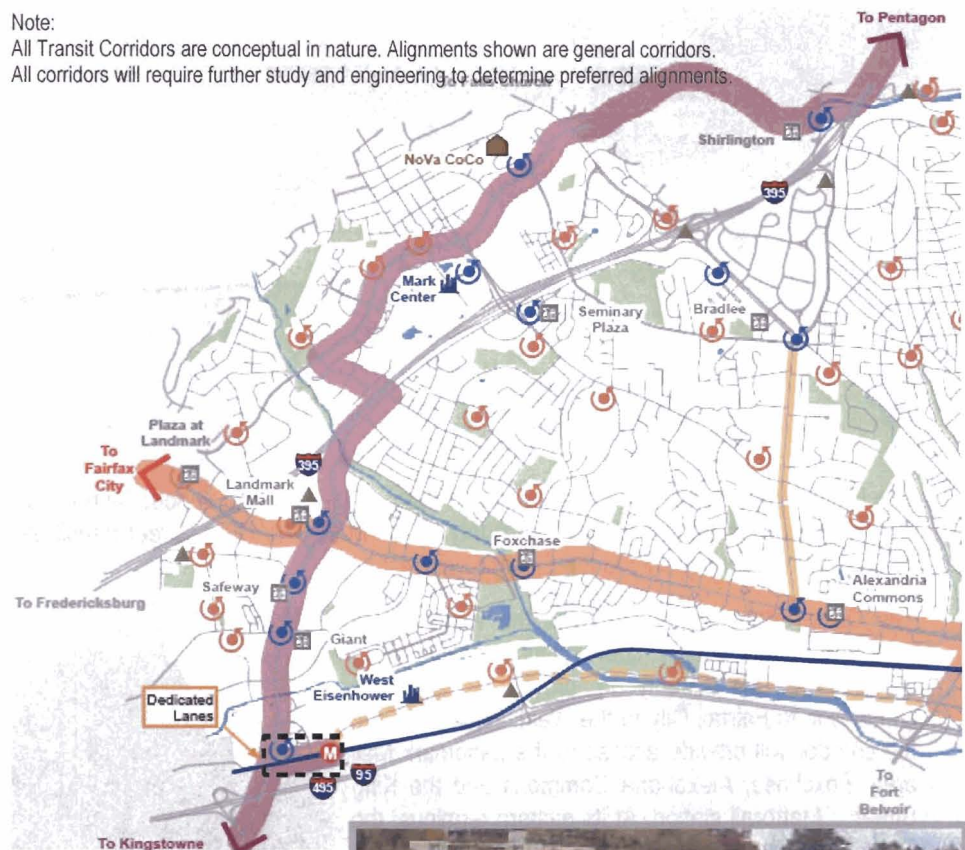 Note:
All Transit Corridors are conceptual in nature. Alignments shown are general corridors.
All corridors will require further study and engineering to determine preferred alignments.
To Pentagon
To Falls Church
Shirlington
NoVa CoCo
395
Mark
Center
Seminary
Plaza
Bradlee
Plaza at
Landmark
To
Fairfax
City
395
Landmark
Mall
Foxchase
To Fredericksburg
Safeway
Alexandria
Commons
Giant
West
Eisenhower
Dedicated
Lanes
M
95
495
To
Fort
Belvoir
To Kingstowne